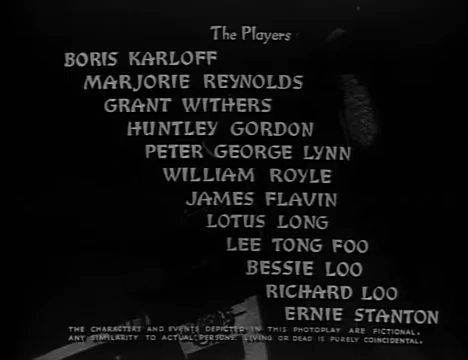 The Players
BORIS KARLOFF
MARJORIE REYNOLDS
GRANT WITHERS
HUNTLEY GORDON
PETER GEORGE LYNN
WILLIAM ROYLE
JAMES FLAVIN
LOTUS LONG
LEE TONG FOO
BESSIE LOO
RICHARD LOO
ERNIE STANTON
THE CHARACTERS AND EVENTS DEPICTED IN THIS PHOTOPLAY ARE FICTIONAL.
ANY SIMILARITY TO ACTUAL PERSONS, LIVING OR DEAD IS PURELY COINCIDENTAL.